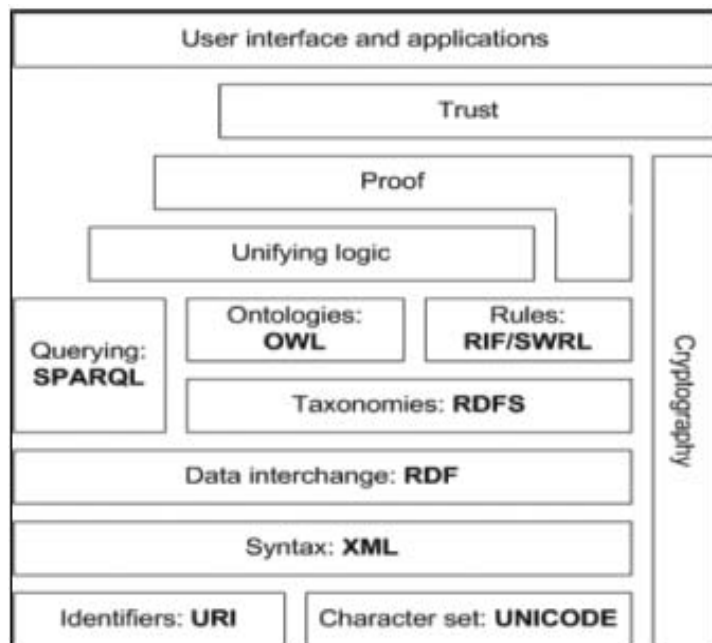 User interface and applications
Trust
Proof
Unifying logic
Querying:
SPARQL
Ontologies:
OWL
Rules:
RIF/SWRL
Taxonomies: RDFS
Cryptography
Data interchange: RDF
Syntax: XML
Identifiers: URI
Character set: UNICODE